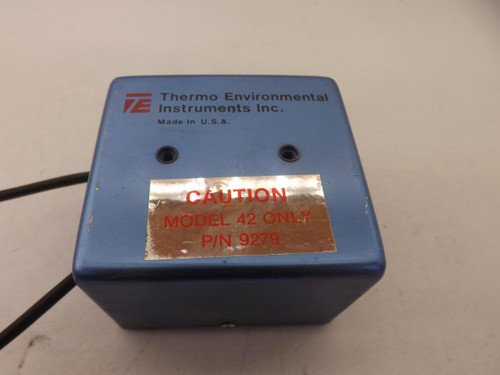 TE Thermo Environmental
Instruments Inc.
Made in U.S.A.
CAUTION
MODEL 42 ONLY
P/N 9279